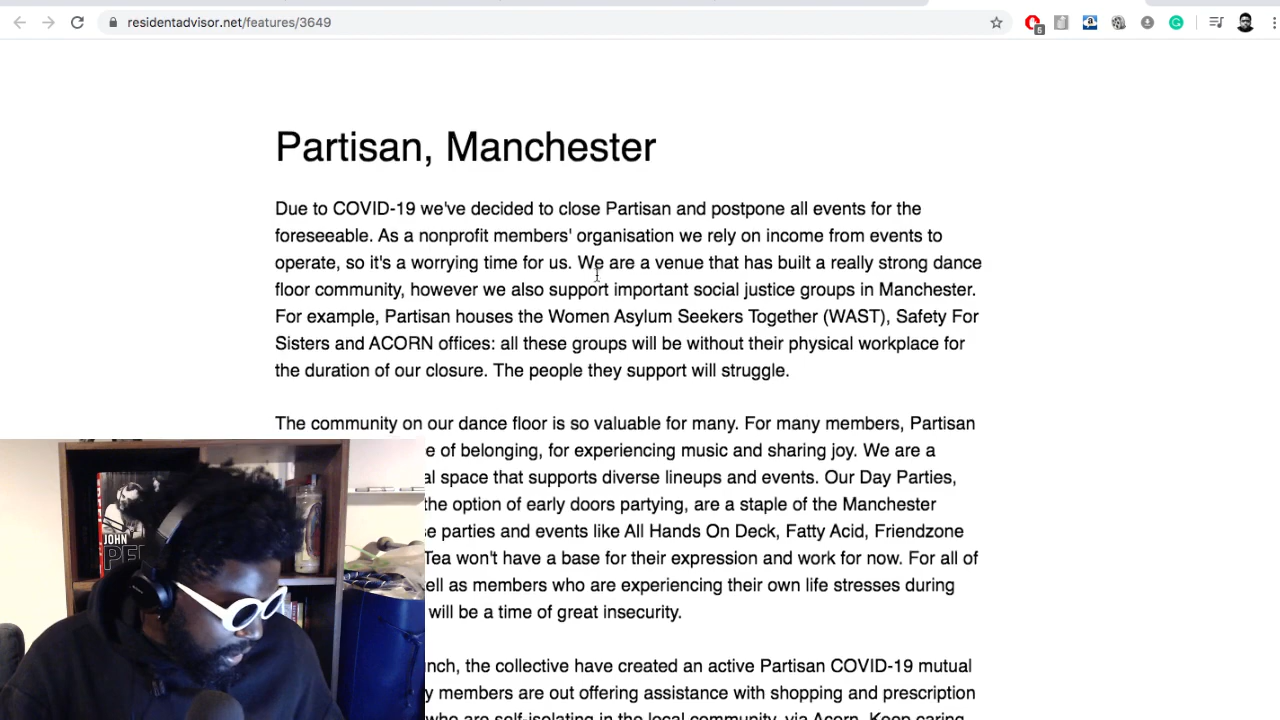 residentadvisor.net/features/3649
5
Partisan, Manchester
Due to COVID-19 we've decided to close Partisan and postpone all events for the
foreseeable. As a nonprofit members' organisation we rely on income from events to
operate, so it's a worrying time for us. We are a venue that has built a really strong dance
floor community, however we also support important social justice groups in Manchester.
For example, Partisan houses the Women Asylum Seekers Together (WAST), Safety For
Sisters and ACORN offices: all these groups will be without their physical workplace for
the duration of our closure. The people they support will struggle.
The community on our dance floor is so valuable for many. For many members, Partisan
e of belonging, for experiencing music and sharing joy. We are a
al space that supports diverse lineups and events. Our Day Parties,
the option of early doors partying, are a staple of the Manchester
se parties and events like All Hands On Deck, Fatty Acid, Friendzone
Tea won't have a base for their expression and work for now. For all of
ell as members who are experiencing their own life stresses during
will be a time of great insecurity.
nch, the collective have created an active Partisan COVID-19 mutual
y members are out offering assistance with shopping and prescription
who are self-isolating in the local community, via Acorn. Keep caring
JOHN
PE